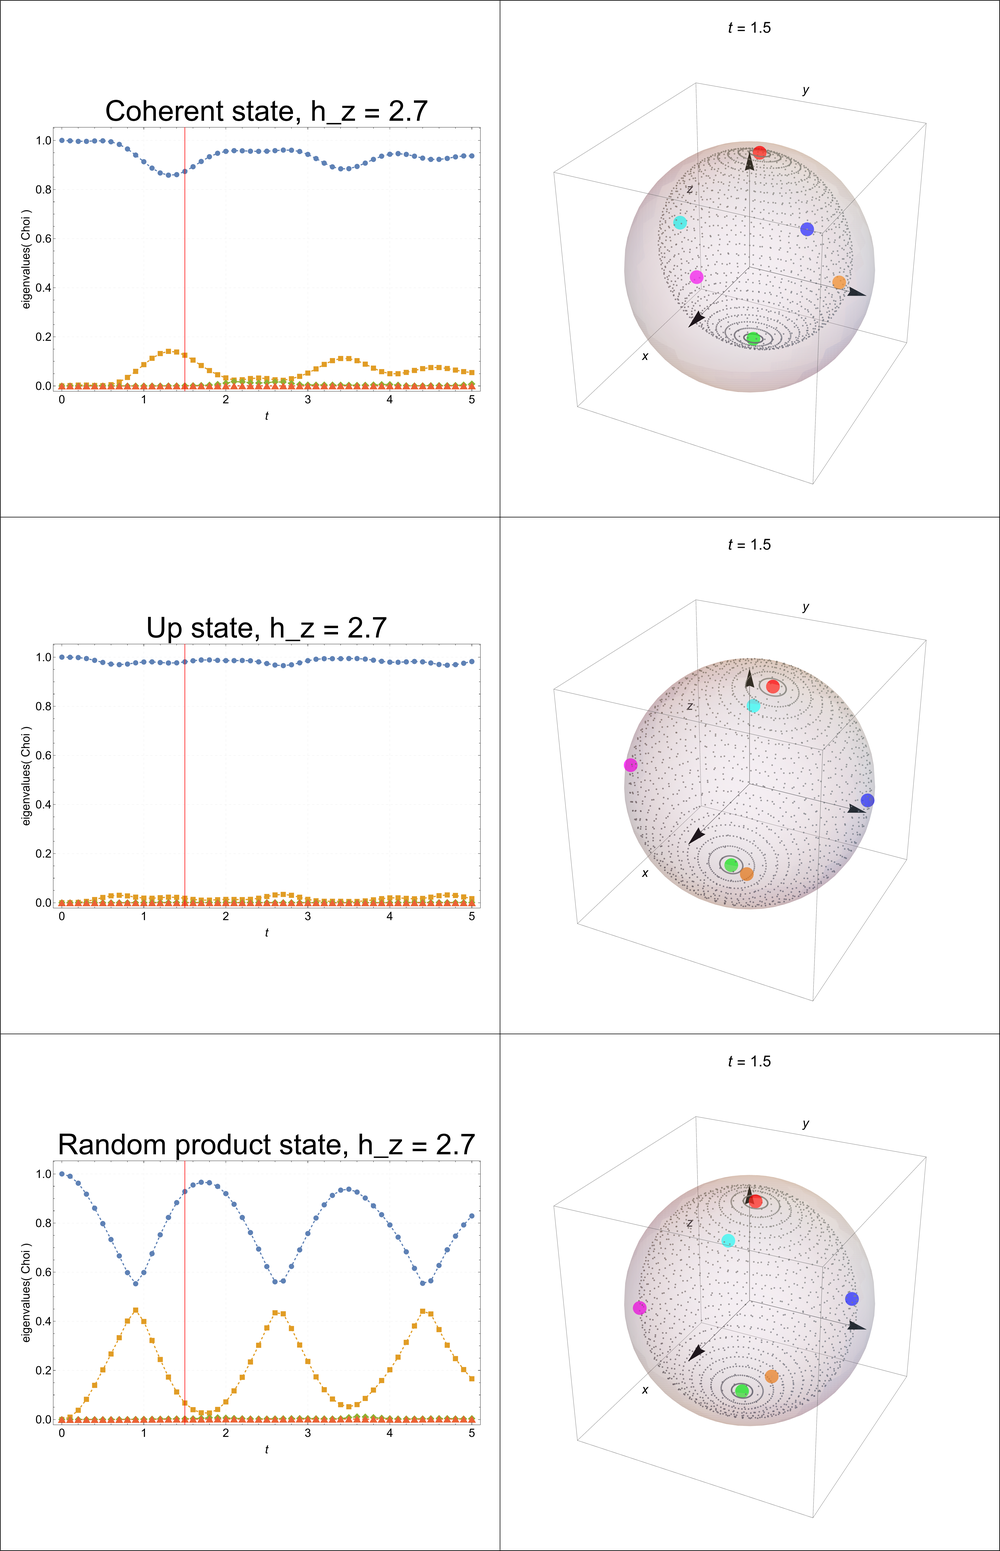 t = 1.5
y
Coherent state, h_z = 2.7
1.0
0.8
0.6
0.4
0.2
0.0
eigenvalues( Choi )
0 1 2 3 4 5
t
z
x
t = 1.5
y
Up state, h_z = 2.7
1.0
0.8
0.6
0.4
0.2
0.0
eigenvalues( Choi )
0 1 2 3 4 5
t
z
x
t = 1.5
y
Random product state, h_z = 2.7
1.0
0.8
0.6
0.4
0.2
0.0
eigenvalues( Choi )
0 1 2 3 4 5
t
z
x